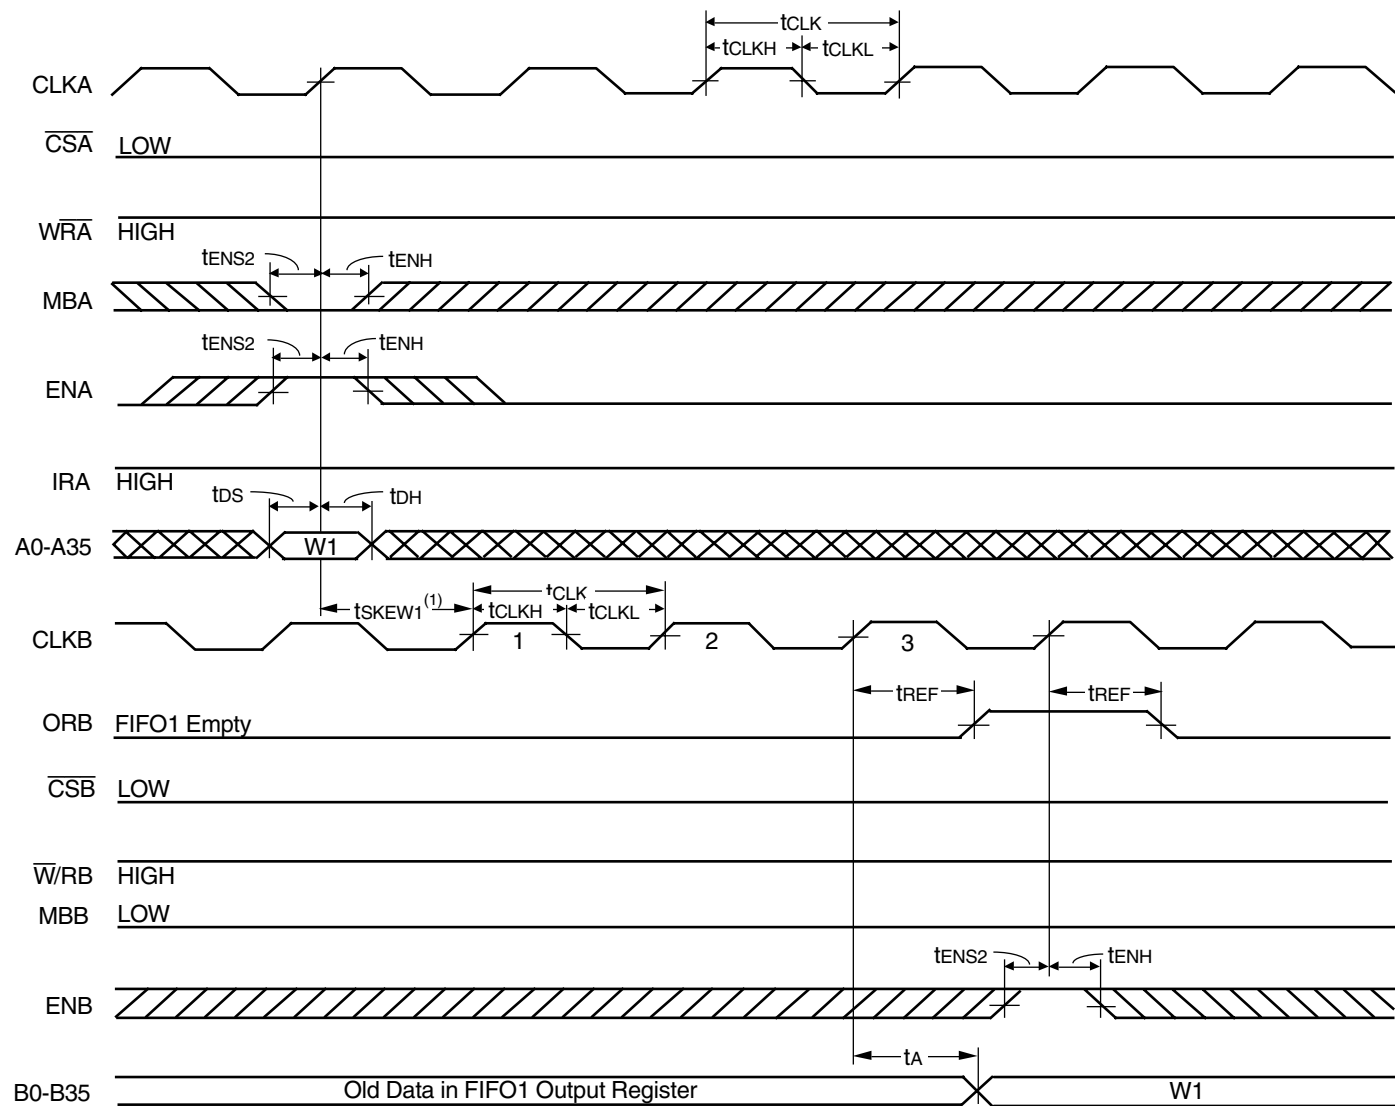 tCLK
tCLKH tCLKL
CLKA
CSA LOW
WRA HIGH
tENS2 tENH
MBA
tENS2 tENH
ENA
IRA HIGH
tDS tDH
A0-A35 W1
tSKEW1(1) tCLK
tCLKH tCLKL
CLKB 1 2 3
tREF tREF
ORB FIFO1 Empty
CSB LOW
W/RB HIGH
MBB LOW
tENS2 tENH
ENB
tA
B0-B35 Old Data in FIFO1 Output Register W1